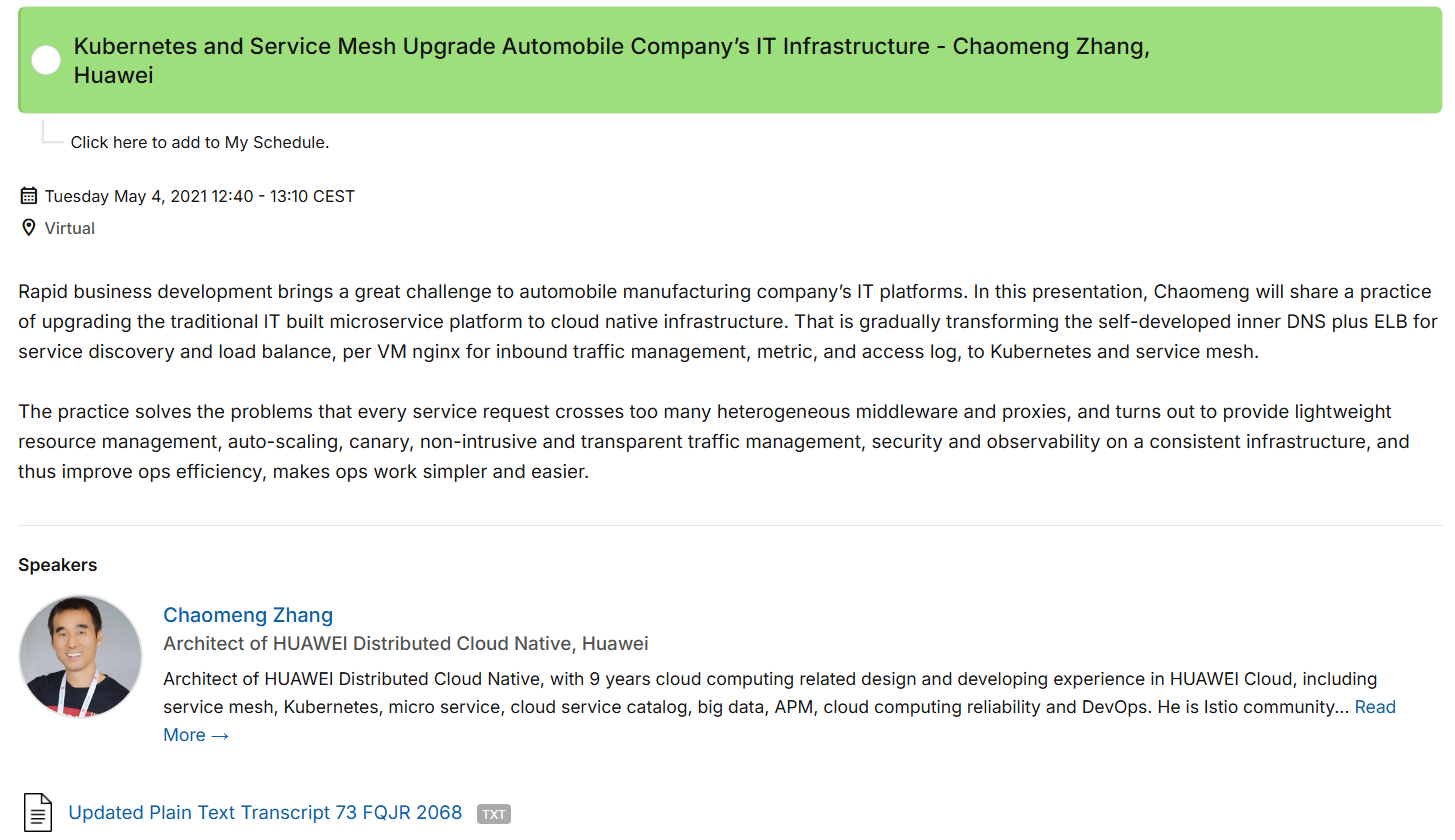 Kubernetes and Service Mesh Upgrade Automobile Company’s IT Infrastructure - Chaomeng Zhang,
Huawei
Click here to add to My Schedule.
Tuesday May 4, 2021 12:40 - 13:10 CEST
Virtual
Rapid business development brings a great challenge to automobile manufacturing company’s IT platforms. In this presentation, Chaomeng will share a practice
of upgrading the traditional IT built microservice platform to cloud native infrastructure. That is gradually transforming the self-developed inner DNS plus ELB for
service discovery and load balance, per VM nginx for inbound traffic management, metric, and access log, to Kubernetes and service mesh.
The practice solves the problems that every service request crosses too many heterogeneous middleware and proxies, and turns out to provide lightweight
resource management, auto-scaling, canary, non-intrusive and transparent traffic management, security and observability on a consistent infrastructure, and
thus improve ops efficiency, makes ops work simpler and easier.
Speakers
Chaomeng Zhang
Architect of HUAWEI Distributed Cloud Native, Huawei
Architect of HUAWEI Distributed Cloud Native, with 9 years cloud computing related design and developing experience in HUAWEI Cloud, including
service mesh, Kubernetes, micro service, cloud service catalog, big data, APM, cloud computing reliability and DevOps. He is Istio community... Read
More →
Updated Plain Text Transcript 73 FQJR 2068 TXT